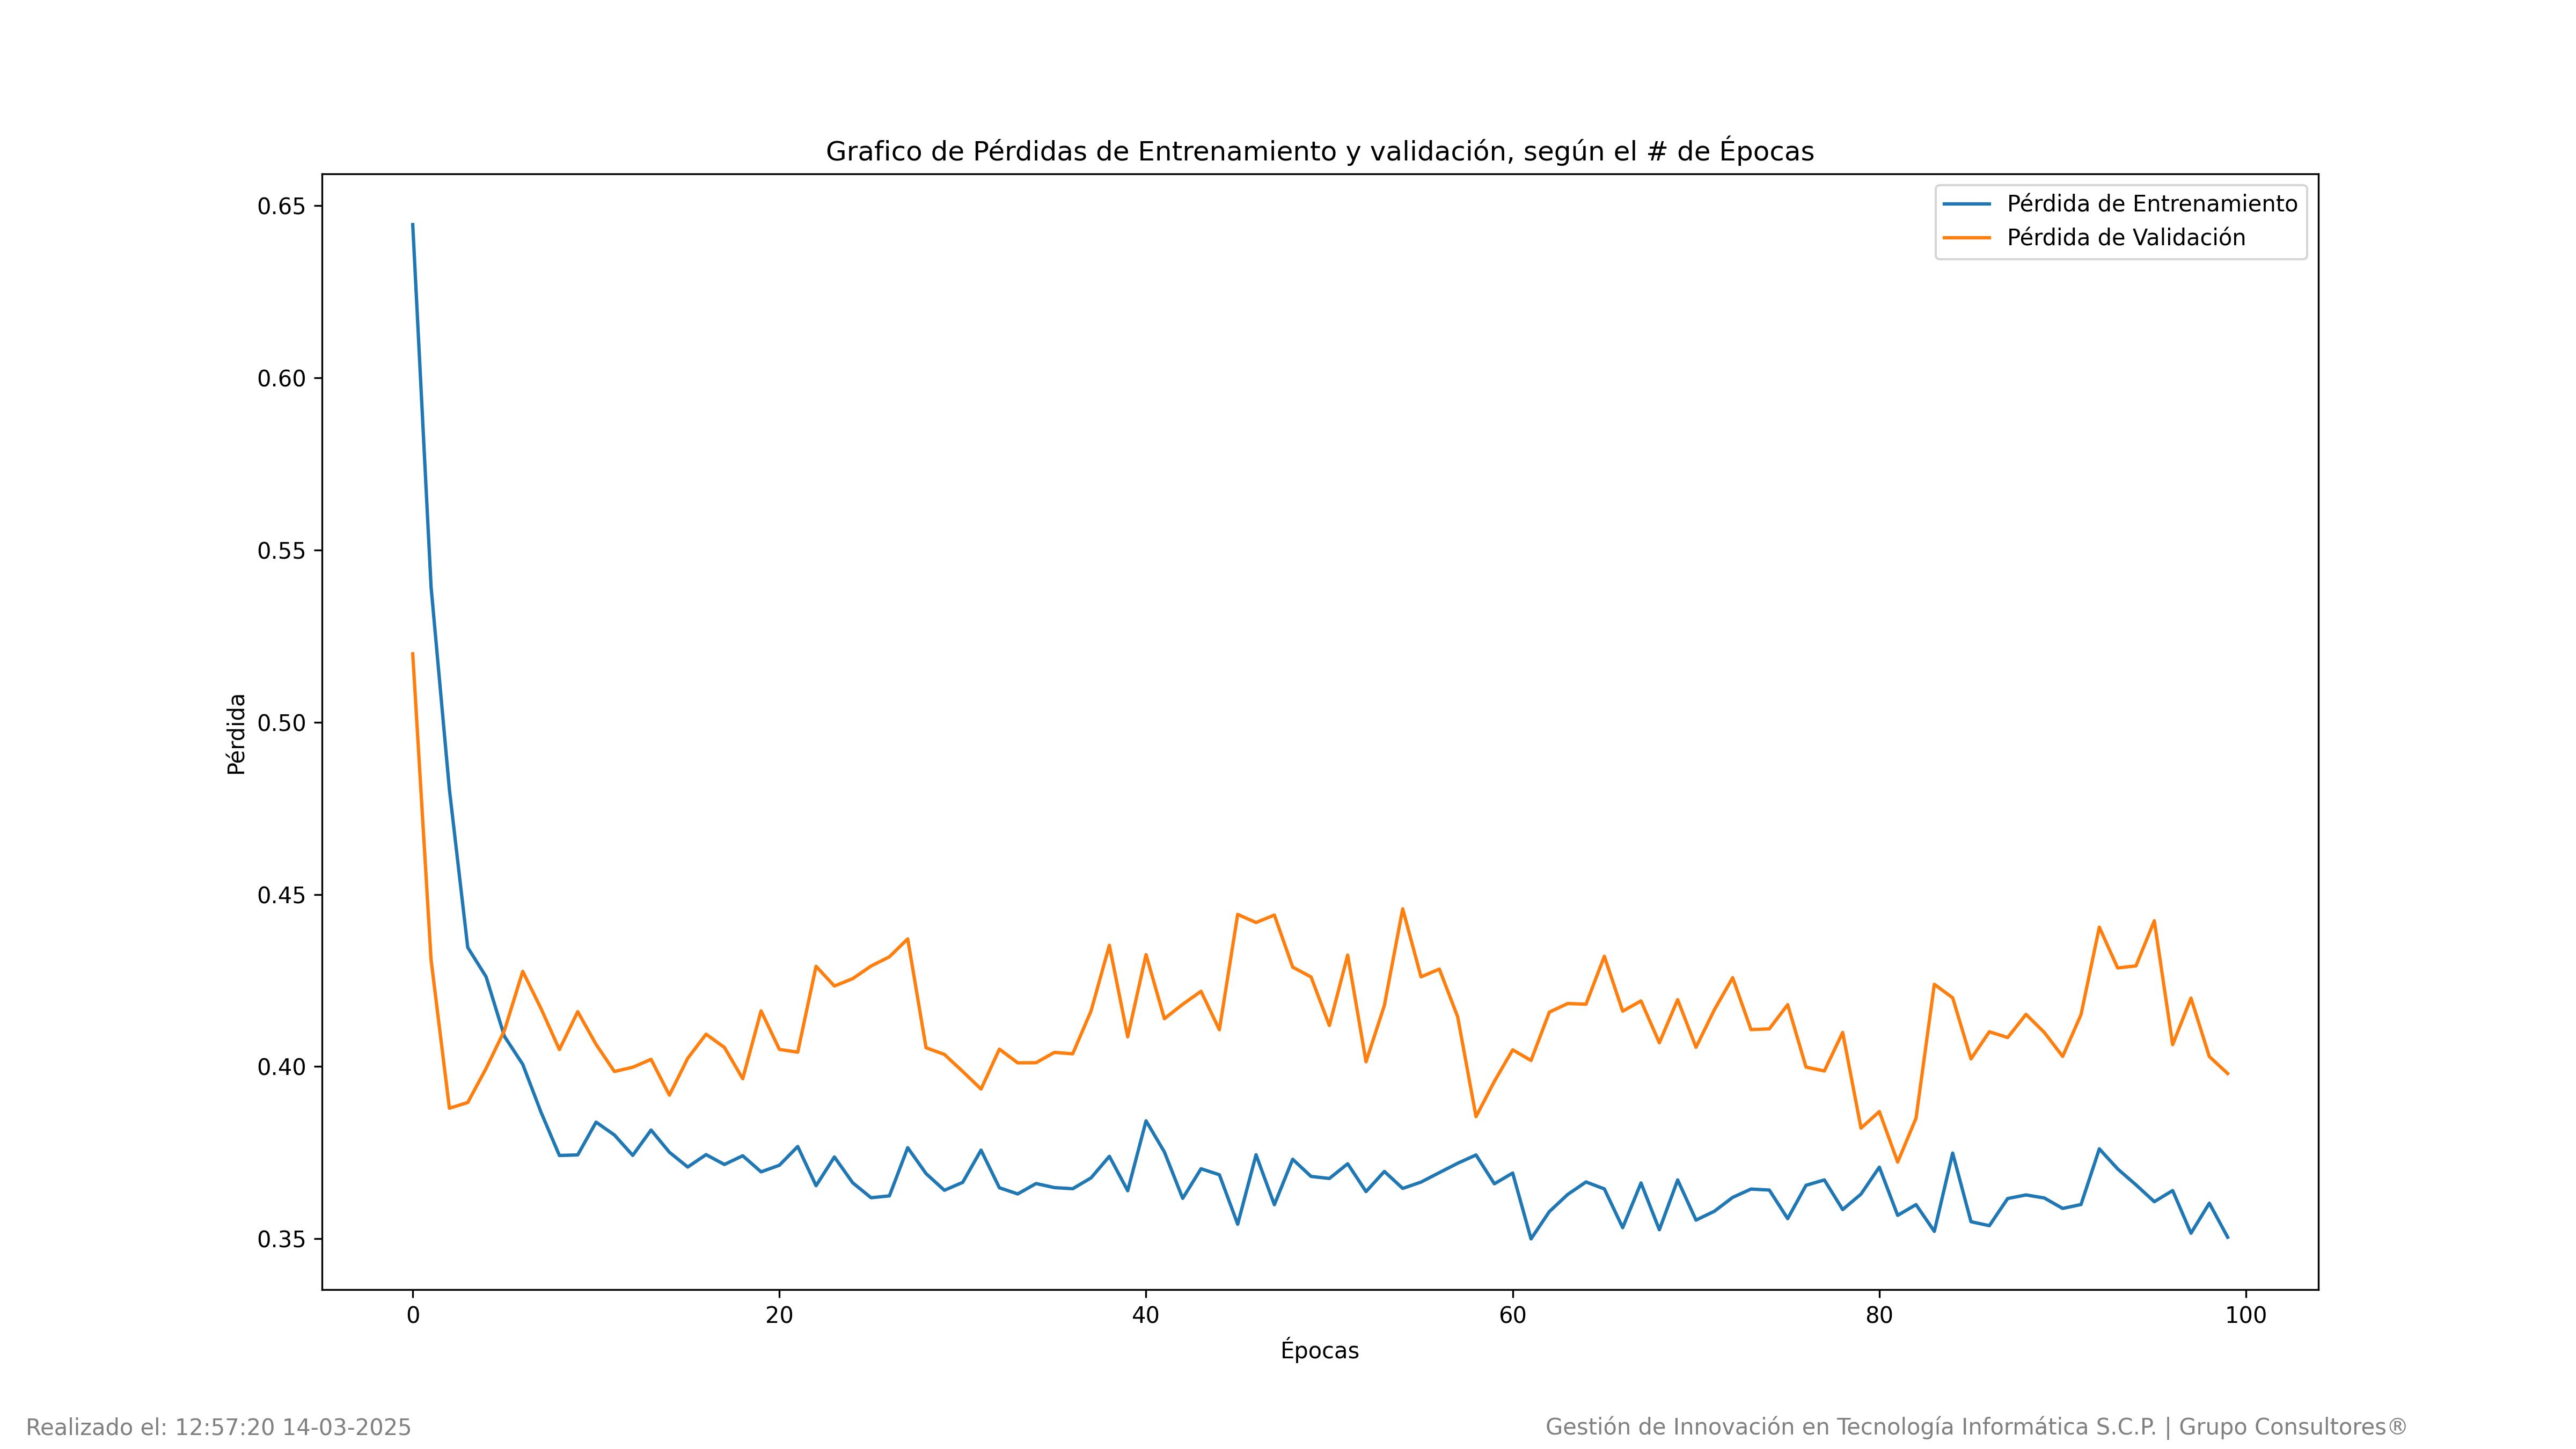 Grafico de Pérdidas de Entrenamiento y validación, según el # de Épocas
Pérdida de Entrenamiento
Pérdida de Validación
0.65
0.60
0.55
0.50
0.45
0.40
0.35
Pérdida
0
20
40
60
80
100
Épocas
Realizado el: 12:57:20 14-03-2025
Gestión de Innovación en Tecnología Informática S.C.P. | Grupo Consultores®